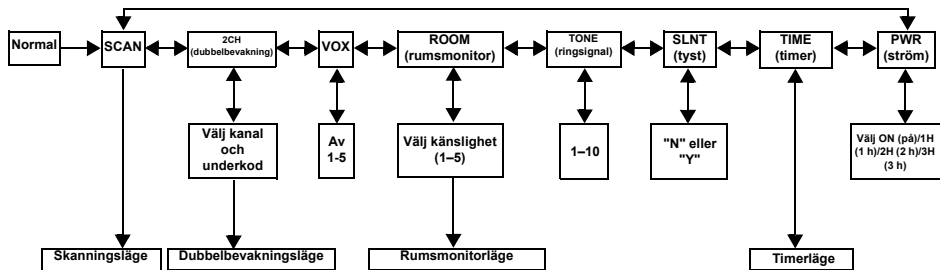 Normal
SCAN
2CH
(dubbelbevakning)
VOX
ROOM
(rumsmonitor)
TONE
(ringsignal)
SLNT
(tyst)
TIME
(timer)
PWR
(ström)
Välj kanal
och
underkod
Av
1-5
Välj känslighet
(1–5)
1–10
"N" eller
"Y"
Välj ON (på)/1H
(1 h)/2H (2 h)/3H
(3 h)
Skanningsläge
Dubbelbevakningsläge
Rumsmonitorläge
Timerläge